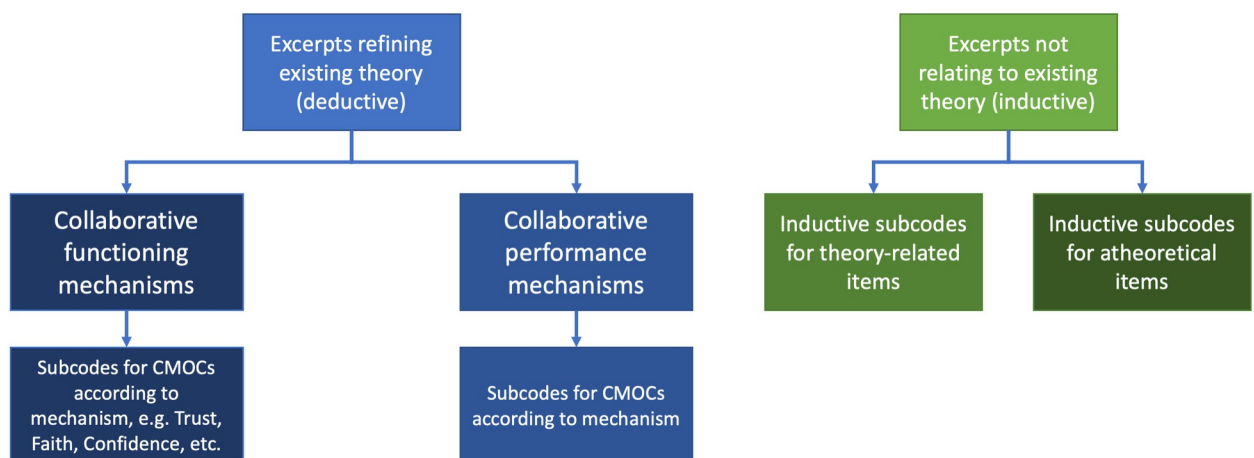 Excerpts refining
existing theory
(deductive)
Excerpts not
relating to existing
theory (inductive)
Collaborative
functioning
mechanisms
Collaborative
performance
mechanisms
Inductive subcodes
for theory-related
items
Inductive subcodes
for atheoretical
items
Subcodes for CMOCs
according to
mechanism, e.g. Trust,
Faith, Confidence, etc.
Subcodes for CMOCs
according to mechanism